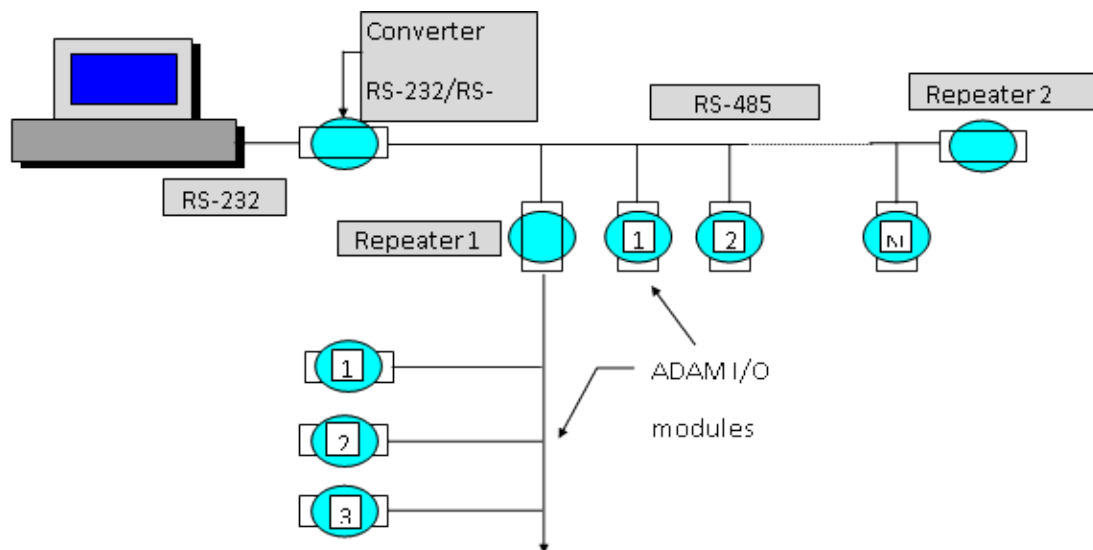 Converter
RS-232/RS-
RS-485
Repeater 2
RS-232
Repeater 1
1
2
N
1
2
3
ADAM I/O
modules